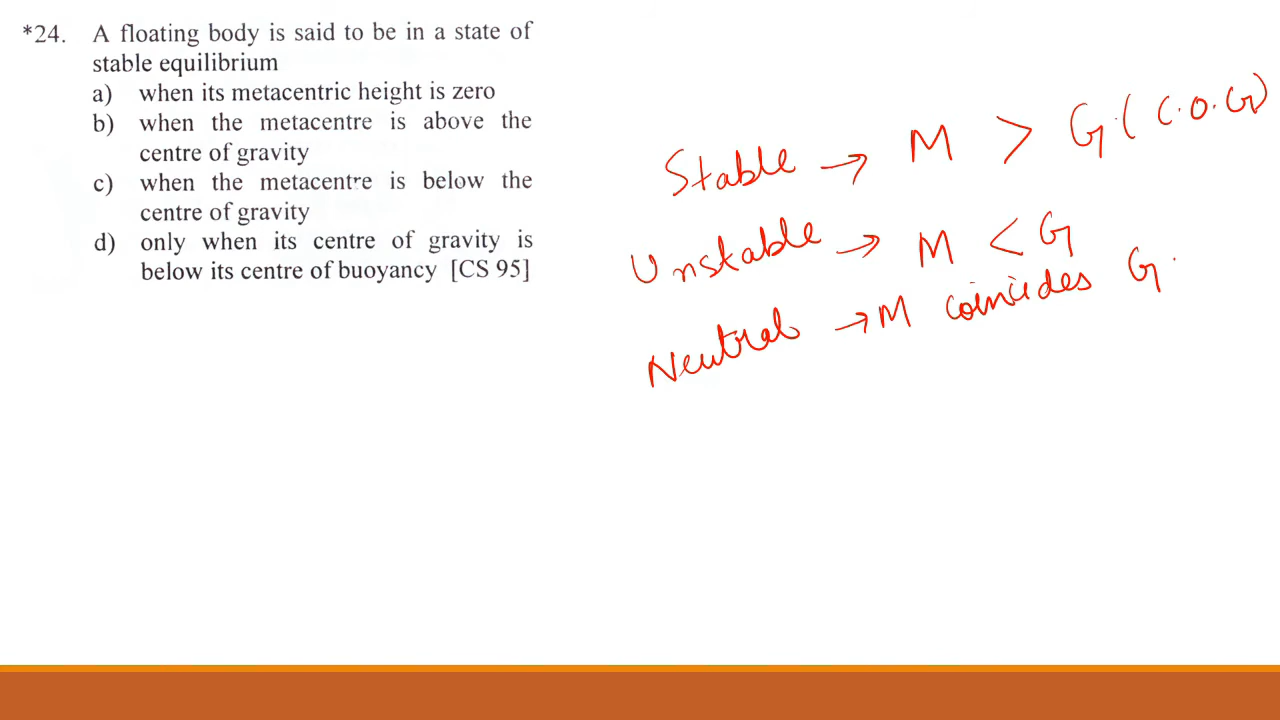 *24. A floating body is said to be in a state of
stable equilibrium
a) when its metacentric height is zero
b) when the metacentre is above the
centre of gravity
c) when the metacentre is below the
centre of gravity
d) only when its centre of gravity is
below its centre of buoyancy [CS 95]
Stable → M > G (C.O.G)
Unstable → M < G
Neutral → M coincides G.